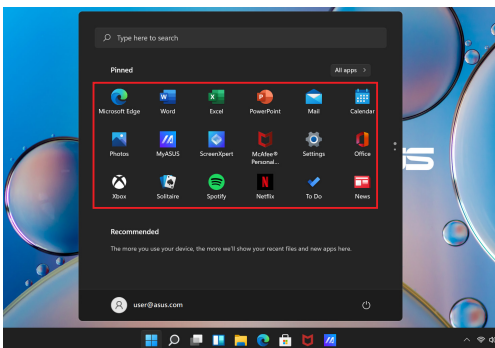 Type here to search
Pinned
All apps >
Microsoft Edge Word Excel PowerPoint Mail Calendar
Photos MyASUS ScreenXpert McAfee® Settings Office
Personal...
Xbox Solitaire Spotify Netflix To Do News
Recommended
The more you use your device, the more we'll show your recent files and new apps here.
user@asus.com